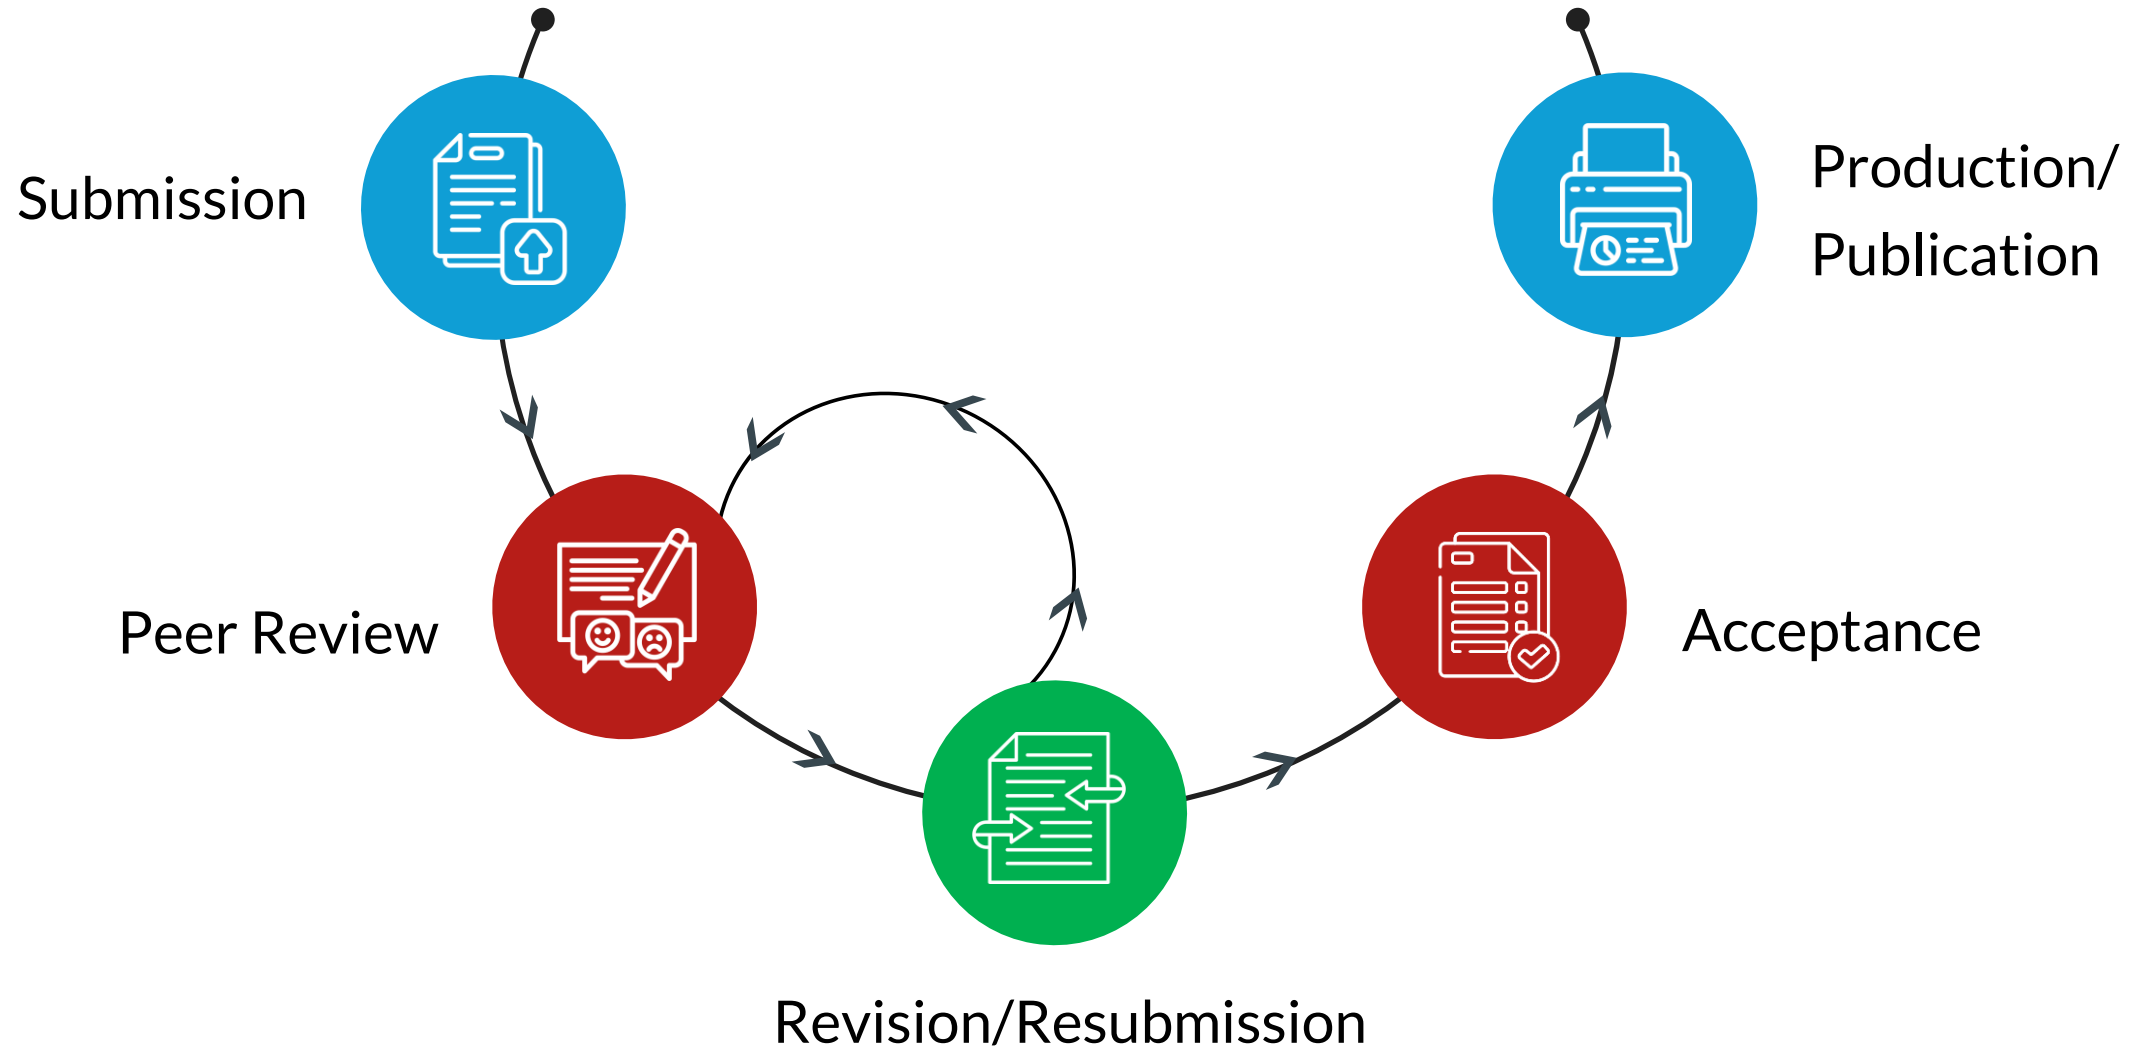 Submission
Production/
Publication
Peer Review
Acceptance
Revision/Resubmission